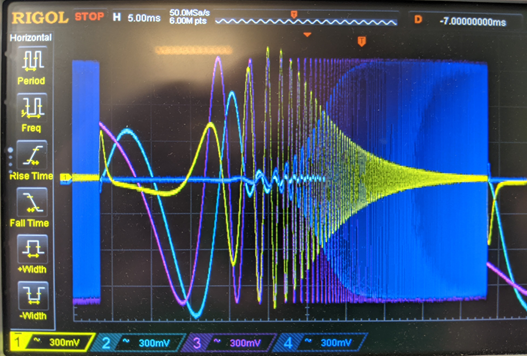 RIGOL STOP H 5.00ms 50.0MSa/s 6.00M pts D -7.00000000ms
T
Horizontal
Period
Freq
Rise Time
Fall Time
+Width
-Width
1 ~ 300mV 2 ~ 300mV 3 ~ 300mV 4 ~ 300mV